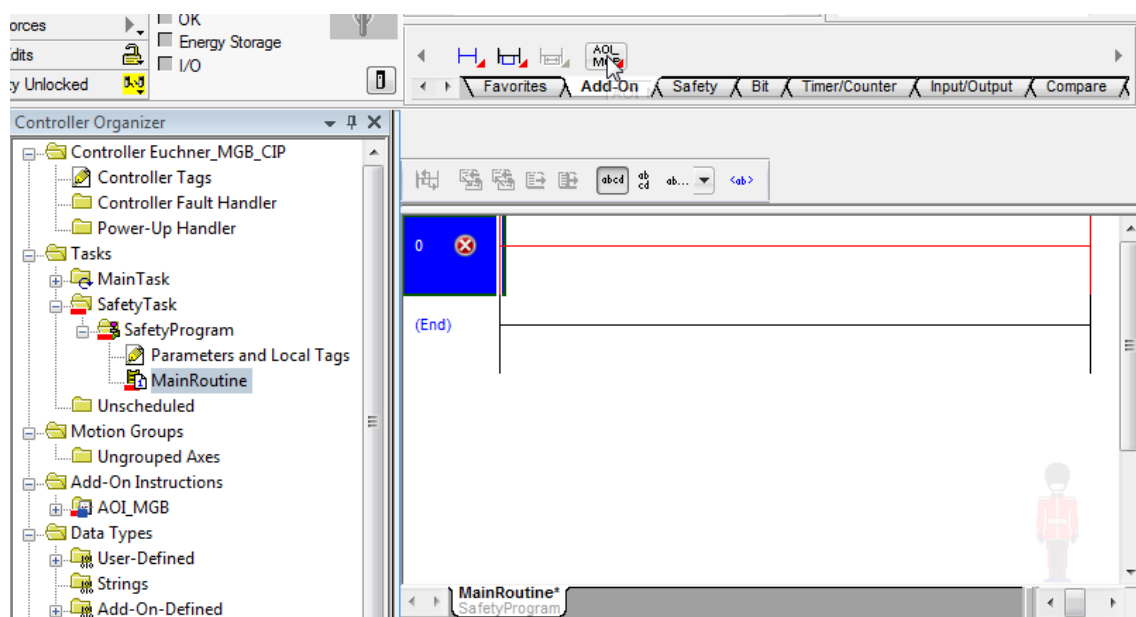 orces
OK
Energy Storage
dits
I/O
y Unlocked
AOI_
MGB
Favorites Add-On Safety Bit Timer/Counter Input/Output Compare
Controller Organizer
Controller Euchner_MGB_CIP
Controller Tags
Controller Fault Handler
Power-Up Handler
Tasks
MainTask
SafetyTask
SafetyProgram
Parameters and Local Tags
MainRoutine
Unscheduled
Motion Groups
Ungrouped Axes
Add-On Instructions
AOI_MGB
Data Types
User-Defined
Strings
Add-On-Defined
abcd
ab
cd
ab...
<ab>
0
(End)
MainRoutine*
SafetyProgram